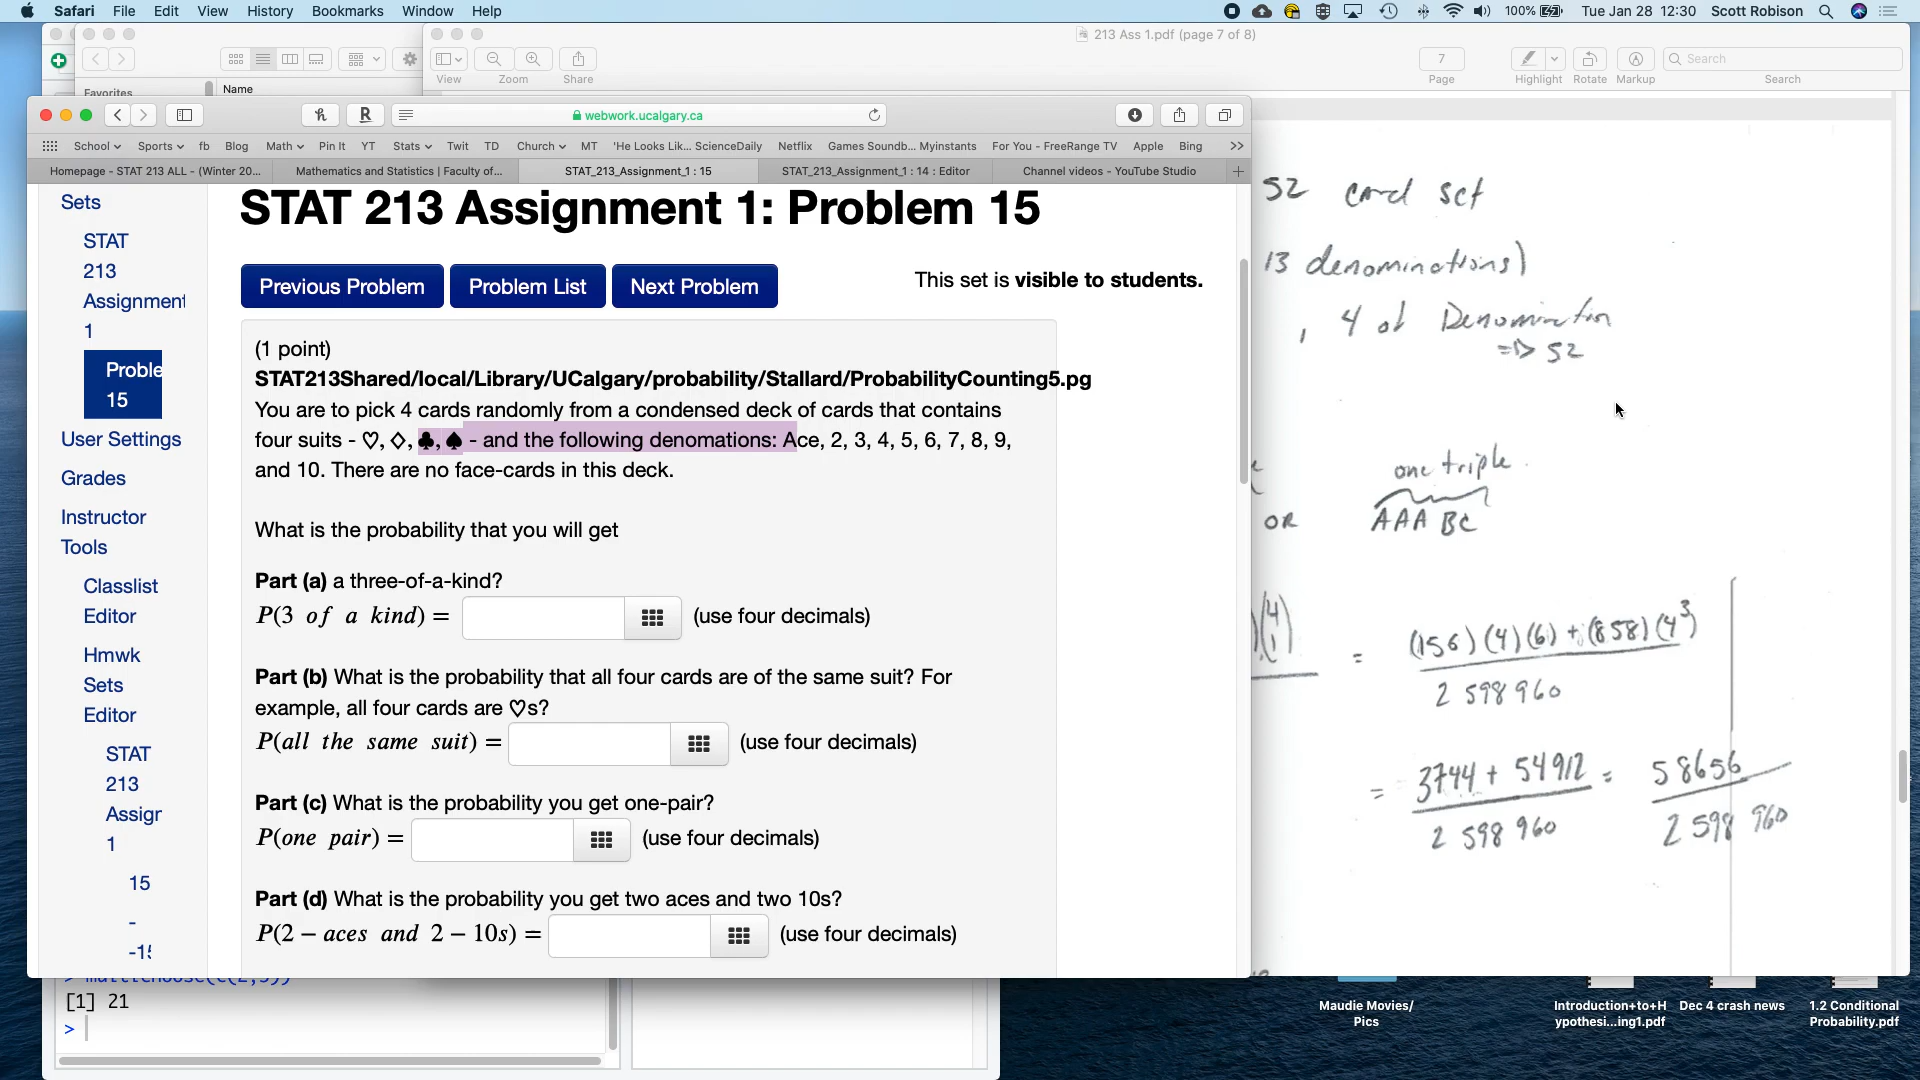 Safari File Edit View History Bookmarks Window Help
100% Tue Jan 28 12:30 Scott Robison
213 Ass 1.pdf (page 7 of 8)
View Zoom Share
7
Search
Page Highlight Rotate Markup Search
Favorites Name
webwork.ucalgary.ca
School Sports fb Blog Math Pin It YT Stats Twit TD Church MT 'He Looks Lik... ScienceDaily Netflix Games Soundb... Myinstants For You - FreeRange TV Apple Bing
Homepage - STAT 213 ALL - (Winter 20... Mathematics and Statistics | Faculty of... STAT_213_Assignment_1 : 15 STAT_213_Assignment_1 : 14 : Editor Channel videos - YouTube Studio
Sets
STAT
213
Assignment
1
Proble
15
User Settings
Grades
Instructor
Tools
Classlist
Editor
Hmwk
Sets
Editor
STAT
213
Assigr
1
15
-
STAT 213 Assignment 1: Problem 15
Previous Problem Problem List Next Problem
This set is visible to students.
(1 point)
STAT213Shared/local/Library/UCalgary/probability/Stallard/ProbabilityCounting5.pg
You are to pick 4 cards randomly from a condensed deck of cards that contains
four suits - ♡, ♢, ♣, ♠ - and the following denomations: Ace, 2, 3, 4, 5, 6, 7, 8, 9,
and 10. There are no face-cards in this deck.
What is the probability that you will get
Part (a) a three-of-a-kind?
P(3 of a kind) = (use four decimals)
Part (b) What is the probability that all four cards are of the same suit? For
example, all four cards are ♡s?
P(all the same suit) = (use four decimals)
Part (c) What is the probability you get one-pair?
P(one pair) = (use four decimals)
Part (d) What is the probability you get two aces and two 10s?
P(2 − aces and 2 − 10s) = (use four decimals)
52 card set
13 denominations)
, 4 of Denomination
=> 52
one triple
OR AAA BC
(4
1) = (156)(4)(6) + (858)(4³)
2 598 960
= 3744 + 54912 = 58656
2 598 960 2 598 960
[1] 21
>
Maudie Movies/
Pics
Introduction+to+H
ypothesi...ing1.pdf
Dec 4 crash news
1.2 Conditional
Probability.pdf